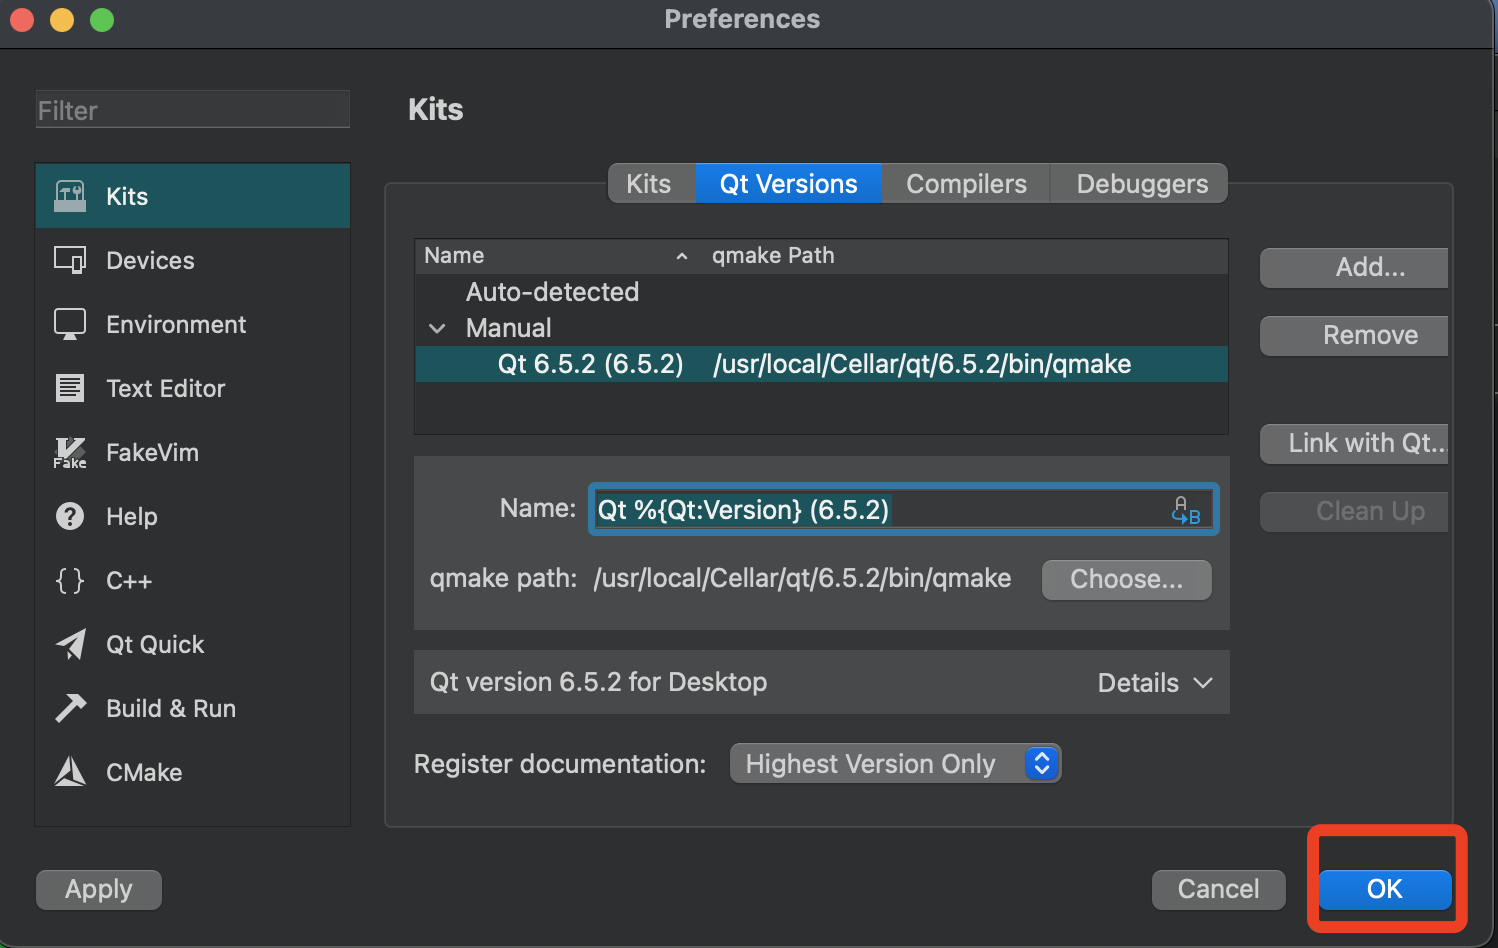 Preferences
Filter
Kits
Kits
Devices
Environment
Text Editor
Fake
FakeVim
Help
C++
Qt Quick
Build & Run
CMake
Kits Qt Versions Compilers Debuggers
Name qmake Path
Auto-detected
Manual
Qt 6.5.2 (6.5.2) /usr/local/Cellar/qt/6.5.2/bin/qmake
Add...
Remove
Link with Qt...
Clean Up
Name: Qt %{Qt:Version} (6.5.2)
qmake path: /usr/local/Cellar/qt/6.5.2/bin/qmake Choose...
Qt version 6.5.2 for Desktop Details
Register documentation: Highest Version Only
Apply Cancel OK